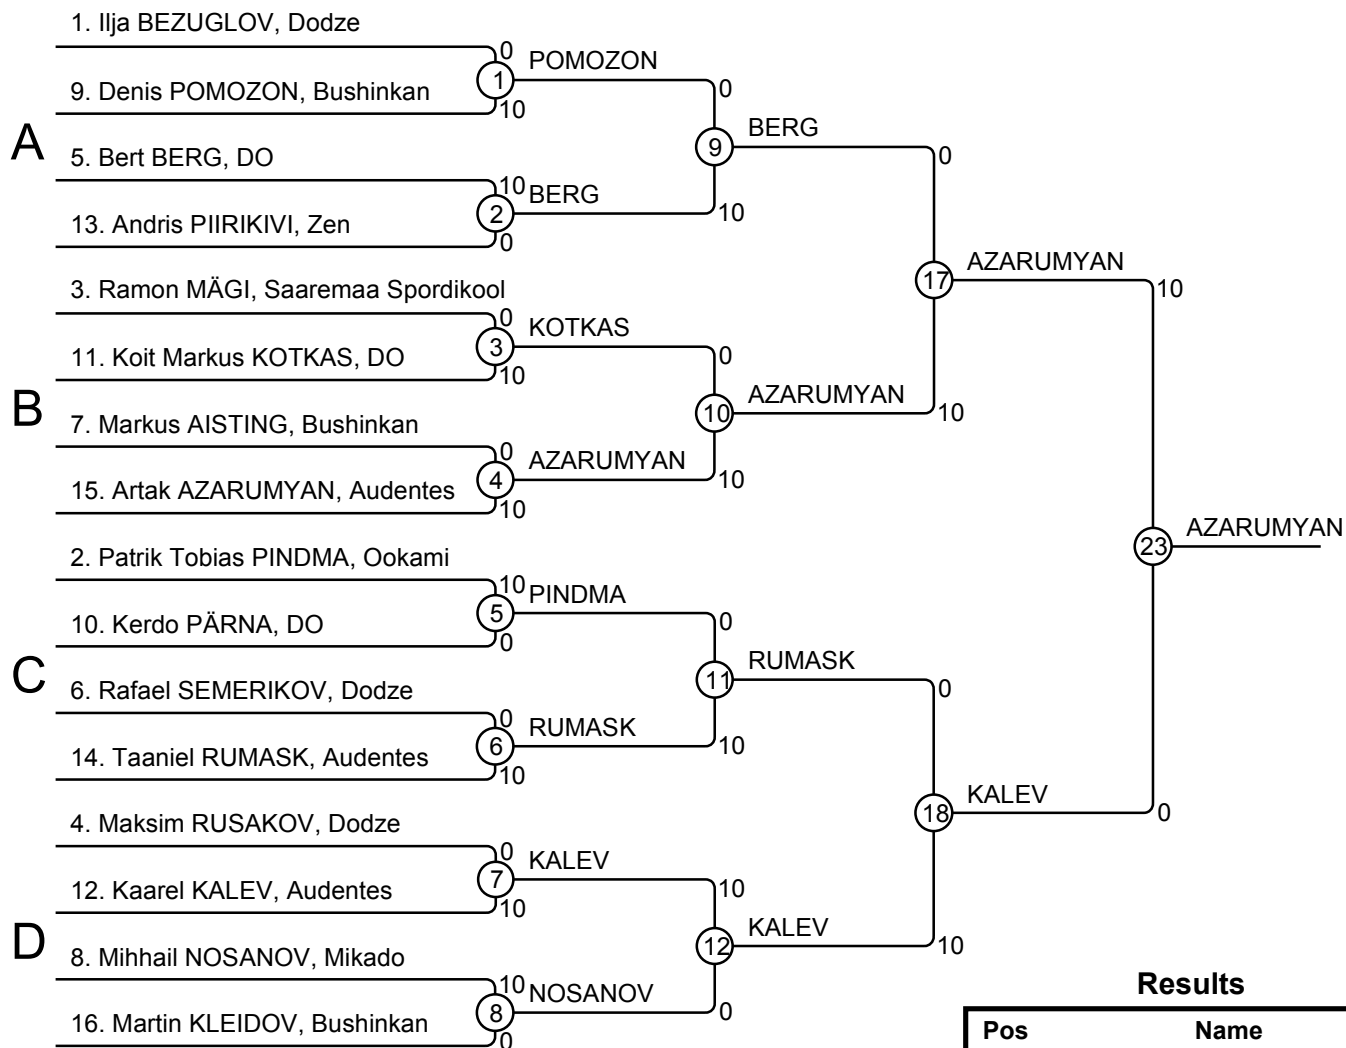 1. Ilja BEZUGLOV, Dodze
0
POMOZON
1
0
9. Denis POMOZON, Bushinkan
10
A
BERG
9
0
5. Bert BERG, DO
10
BERG
10
2
13. Andris PIIRIKIVI, Zen
0
AZARUMYAN
17
10
3. Ramon MÄGI, Saaremaa Spordikool
0
KOTKAS
3
0
11. Koit Markus KOTKAS, DO
10
B
AZARUMYAN
10
10
7. Markus AISTING, Bushinkan
0
AZARUMYAN
10
4
15. Artak AZARUMYAN, Audentes
10
AZARUMYAN
23
2. Patrik Tobias PINDMA, Ookami
10
PINDMA
5
0
10. Kerdo PÄRNA, DO
0
C
RUMASK
11
0
6. Rafael SEMERIKOV, Dodze
0
RUMASK
10
6
14. Taaniel RUMASK, Audentes
10
KALEV
18
0
4. Maksim RUSAKOV, Dodze
0
KALEV
7
10
12. Kaarel KALEV, Audentes
10
D
KALEV
12
10
8. Mihhail NOSANOV, Mikado
10
NOSANOV
0
8
16. Martin KLEIDOV, Bushinkan
0
Results
Pos Name